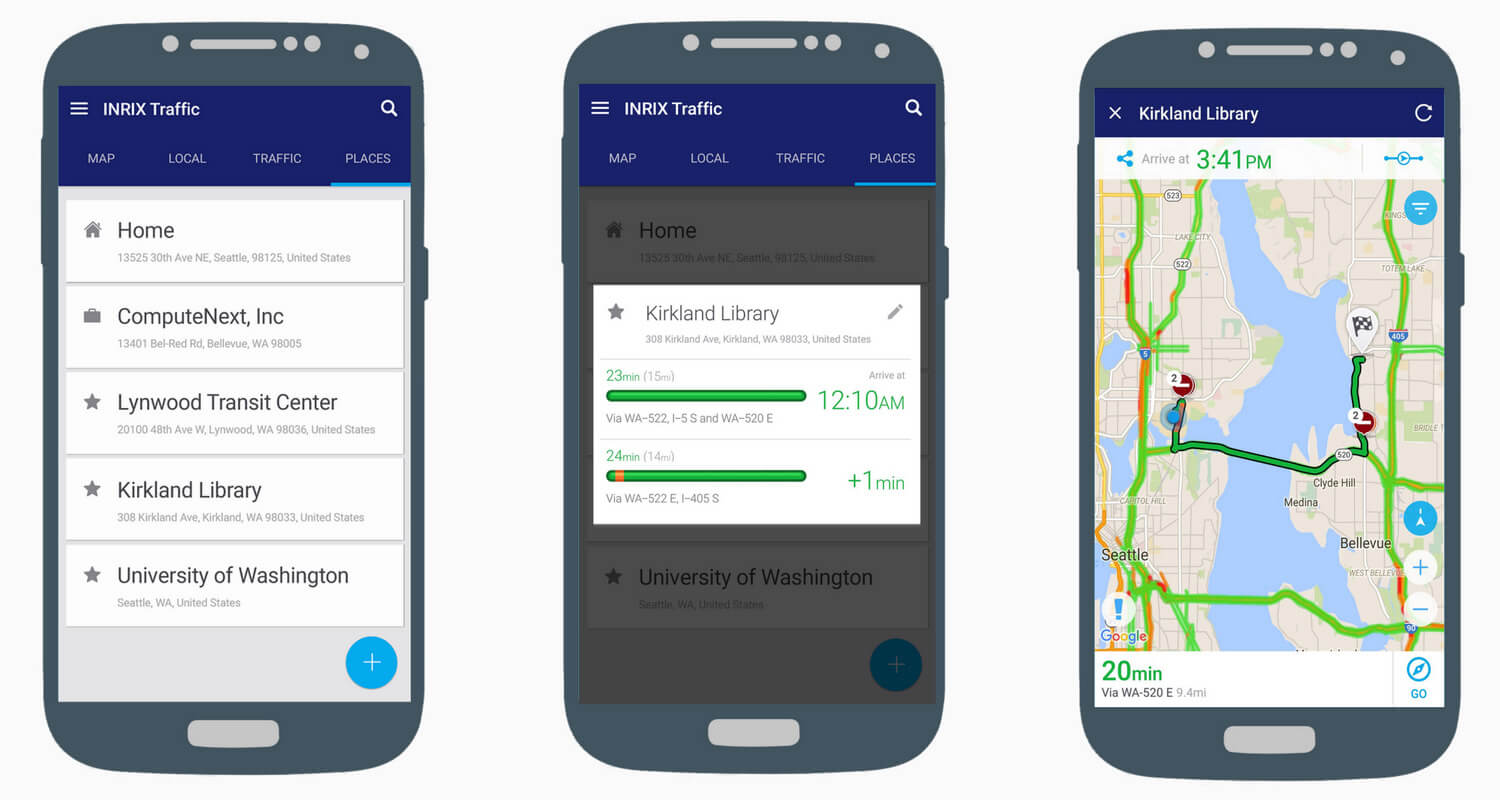 INRIX Traffic
MAP LOCAL TRAFFIC PLACES
Home
13525 30th Ave NE, Seattle, 98125, United States
ComputeNext, Inc
13401 Bel-Red Rd, Bellevue, WA 98005
Lynwood Transit Center
20100 48th Ave W, Lynwood, WA 98036, United States
Kirkland Library
308 Kirkland Ave, Kirkland, WA 98033, United States
University of Washington
Seattle, WA, United States
+
INRIX Traffic
MAP LOCAL TRAFFIC PLACES
Home
13525 30th Ave NE, Seattle, 98125, United States
Kirkland Library
308 Kirkland Ave, Kirkland, WA 98033, United States
23min (15mi) Arrive at
12:10AM
Via WA-522, I-5 S and WA-520 E
24min (14mi)
+1min
Via WA-522 E, I-405 S
University of Washington
Seattle, WA, United States
+
Kirkland Library
Arrive at 3:41PM
523
KINGS
LAKE CITY
522
TOTEM LAKE
405
5
2
2
BRIDLE T
520
Clyde Hill
Medina
CAPITOL HILL
Bellevue
Seattle
WEST BELLEV
+
−
90
Google
20min
Via WA-520 E 9.4mi
GO